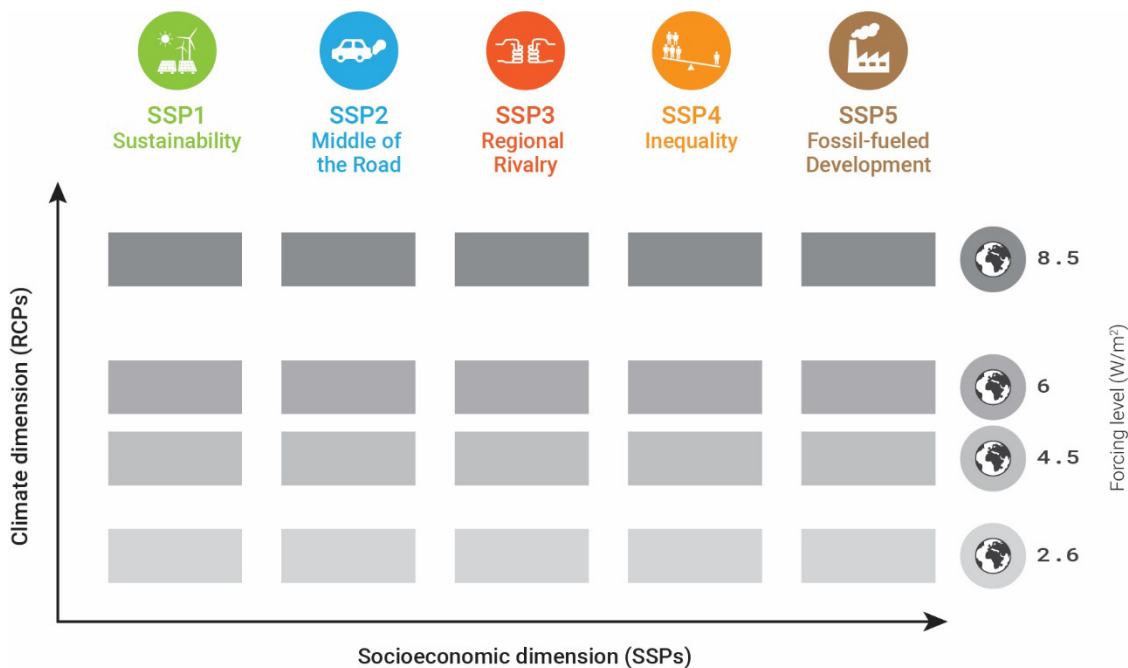 SSP1
Sustainability
SSP2
Middle of
the Road
SSP3
Regional
Rivalry
SSP4
Inequality
SSP5
Fossil-fueled
Development
Climate dimension (RCPs)
8.5
6
4.5
2.6
Forcing level (W/m²)
Socioeconomic dimension (SSPs)